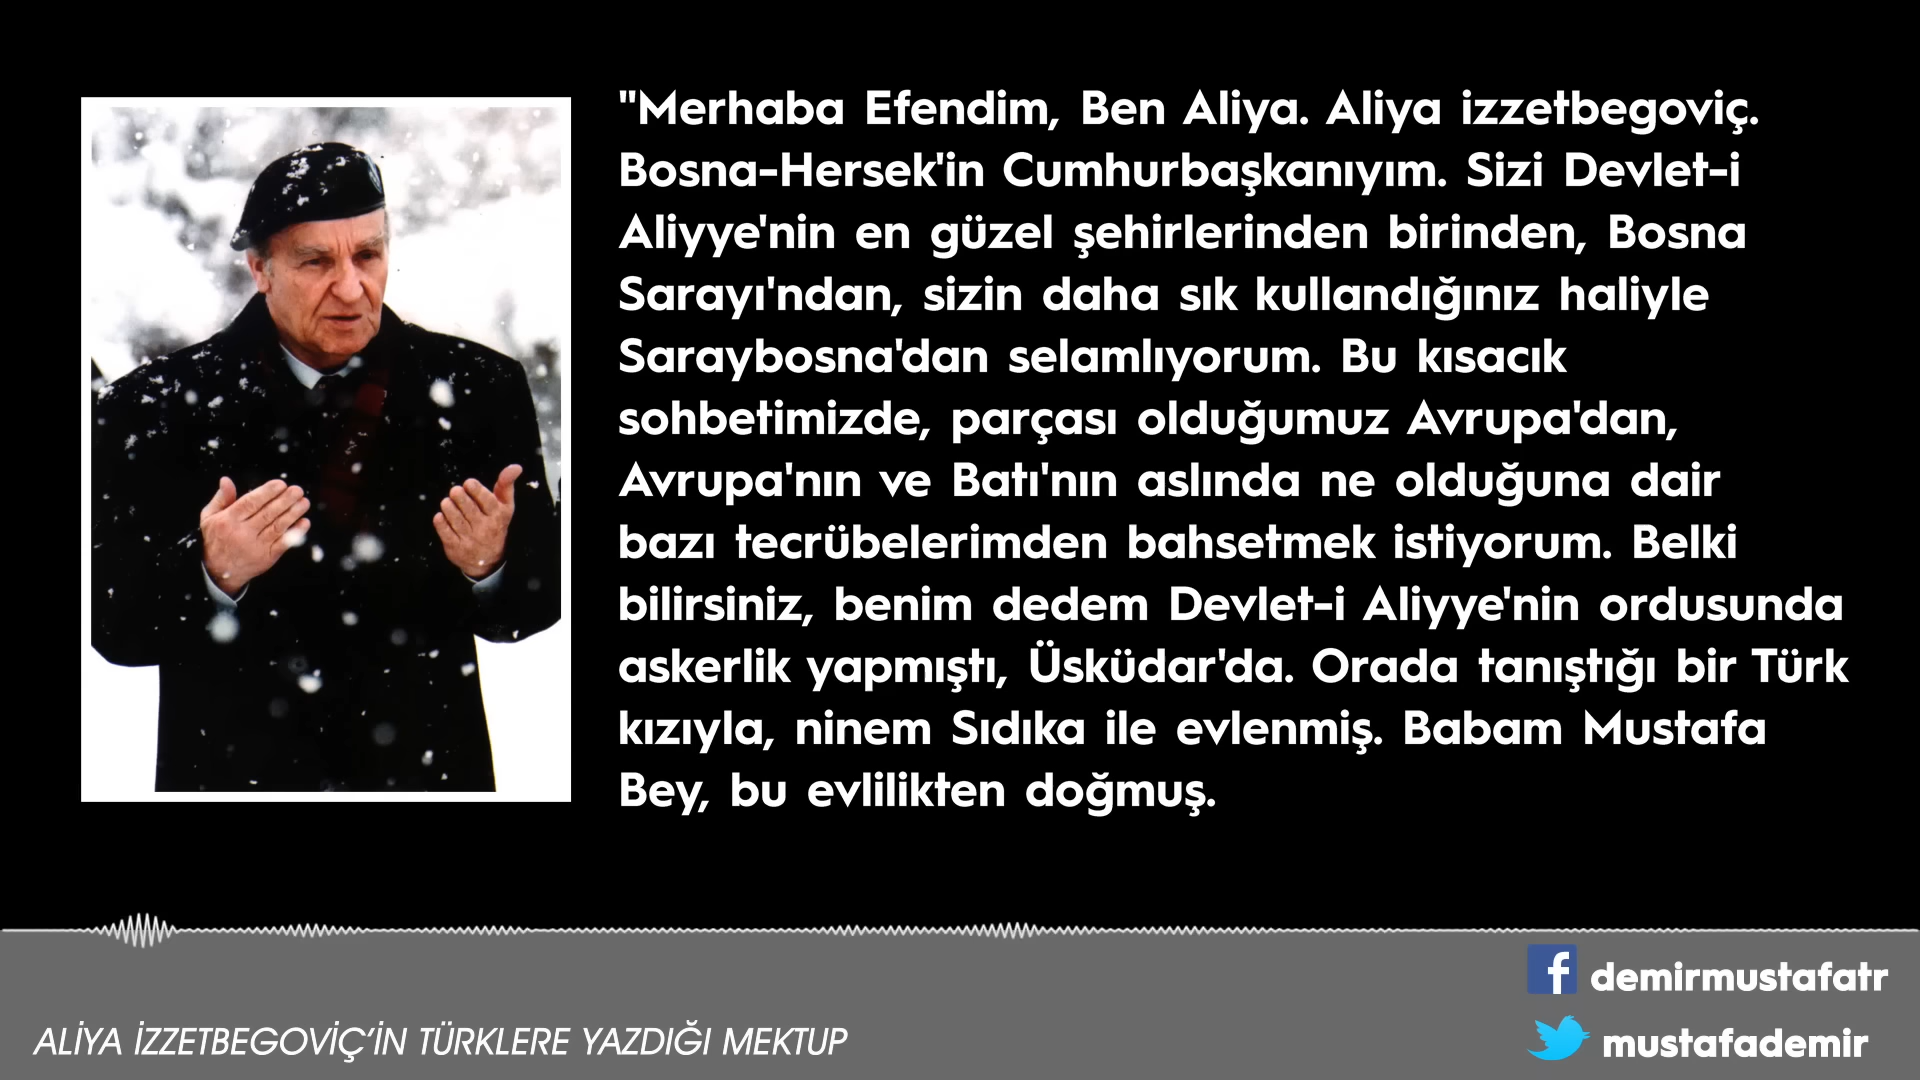 "Merhaba Efendim, Ben Aliya. Aliya izzetbegoviç.
Bosna-Hersek'in Cumhurbaşkanıyım. Sizi Devlet-i
Aliyye'nin en güzel şehirlerinden birinden, Bosna
Sarayı'ndan, sizin daha sık kullandığınız haliyle
Saraybosna'dan selamlıyorum. Bu kısacık
sohbetimizde, parçası olduğumuz Avrupa'dan,
Avrupa'nın ve Batı'nın aslında ne olduğuna dair
bazı tecrübelerimden bahsetmek istiyorum. Belki
bilirsiniz, benim dedem Devlet-i Aliyye'nin ordusunda
askerlik yapmıştı, Üsküdar'da. Orada tanıştığı bir Türk
kızıyla, ninem Sıdıka ile evlenmiş. Babam Mustafa
Bey, bu evlilikten doğmuş.
demirmustafatr
ALİYA İZZETBEGOVİÇ'İN TÜRKLERE YAZDIĞI MEKTUP
mustafademir